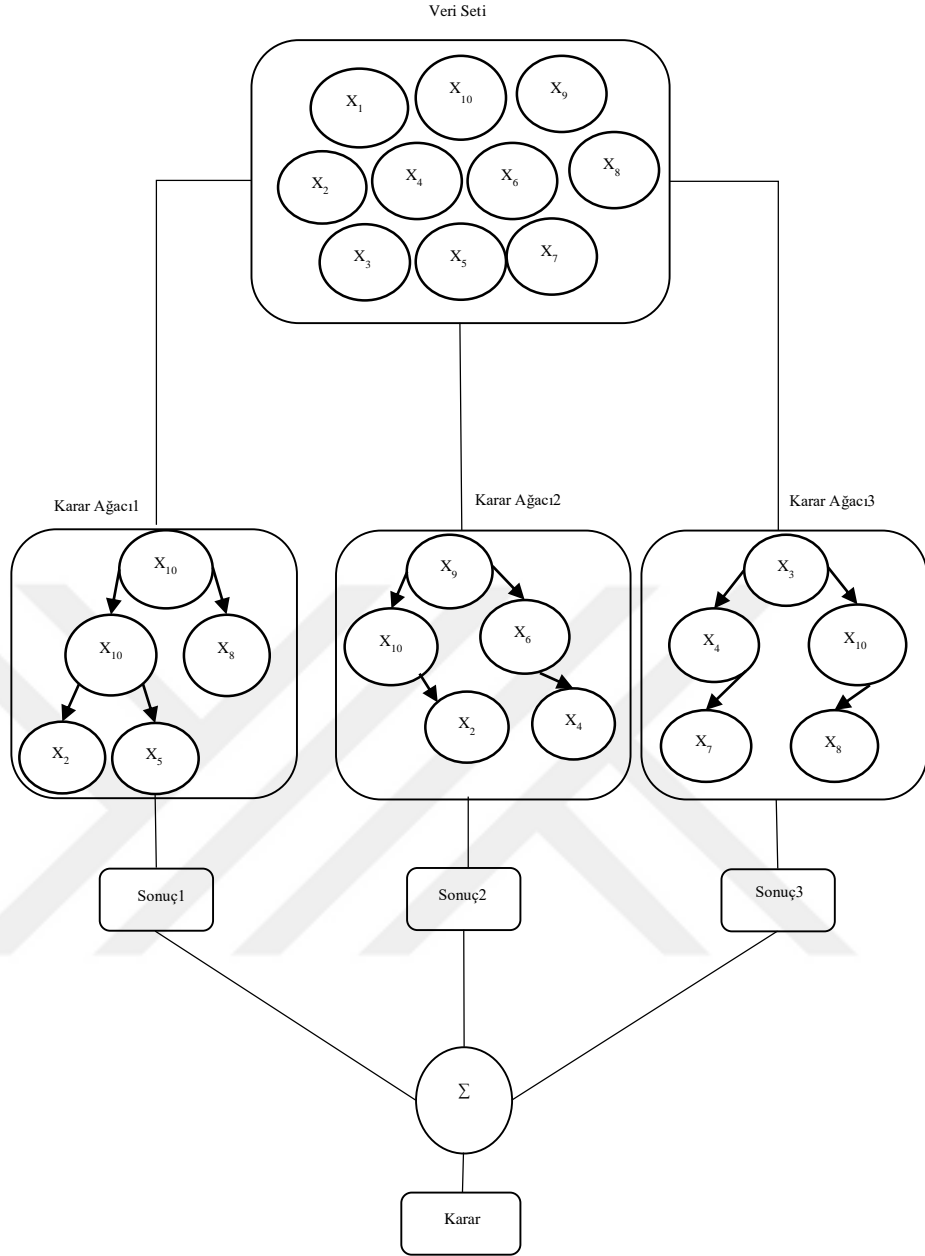 Veri Seti
X₁ X₁₀ X₉
X₂ X₄ X₆ X₈
X₃ X₅ X₇
Karar Ağacı1 Karar Ağacı2 Karar Ağacı3
X₁₀ X₉ X₃
X₁₀ X₈ X₁₀ X₆ X₄ X₁₀
X₂ X₅ X₂ X₄ X₇ X₈
Sonuç1 Sonuç2 Sonuç3
Σ
Karar